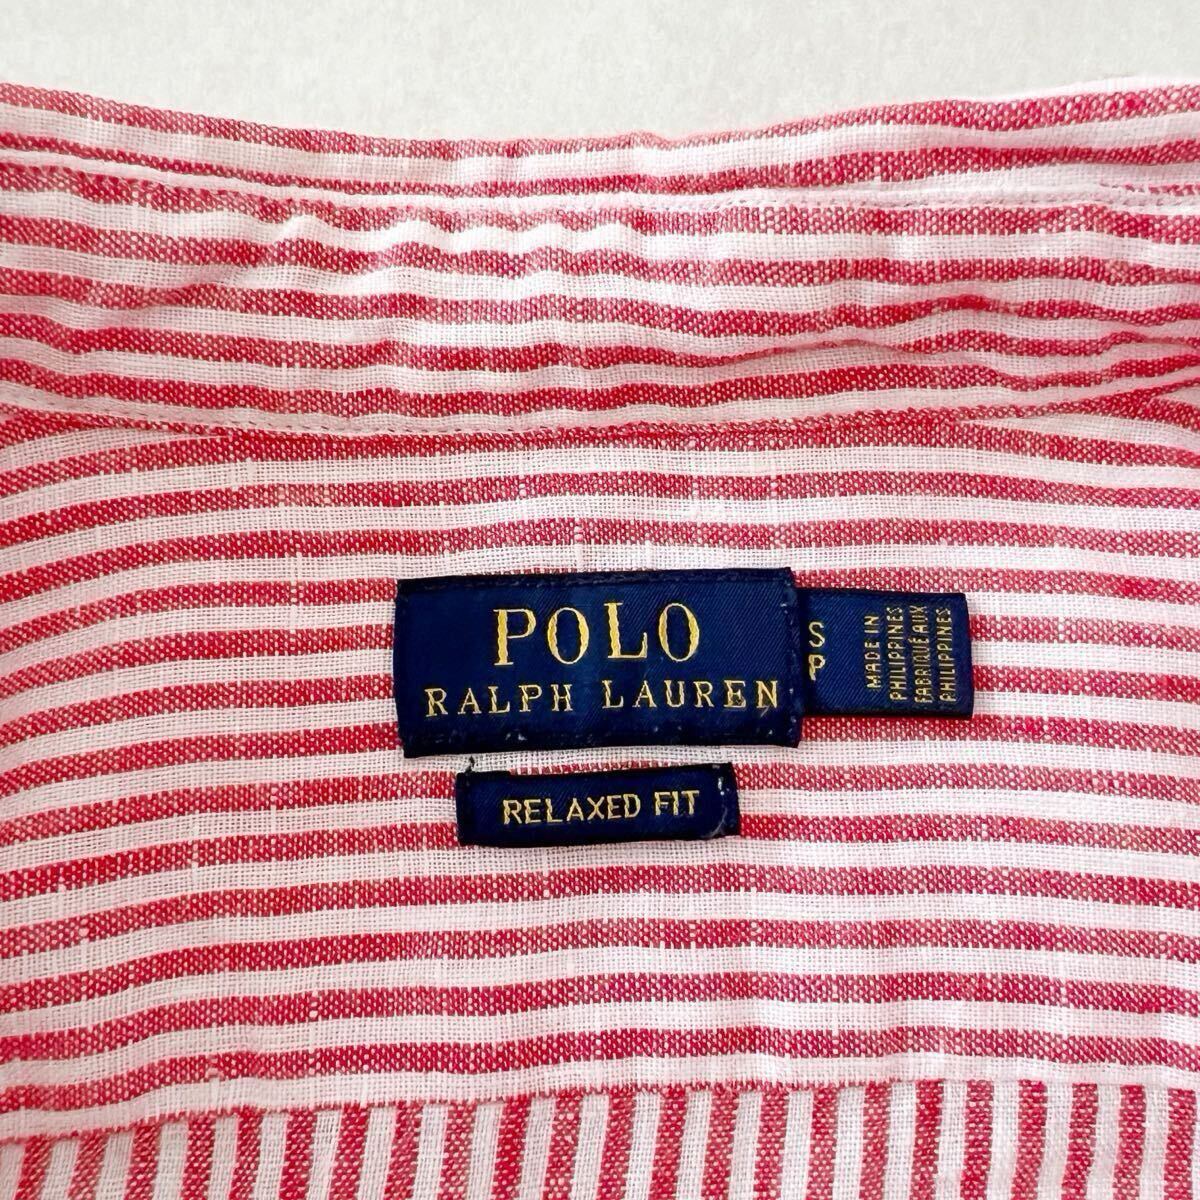 POLO
RALPH LAUREN
S
P
MADE IN
PHILIPPINES
FABRIQUÉ AUX
PHILIPPINES
RELAXED FIT